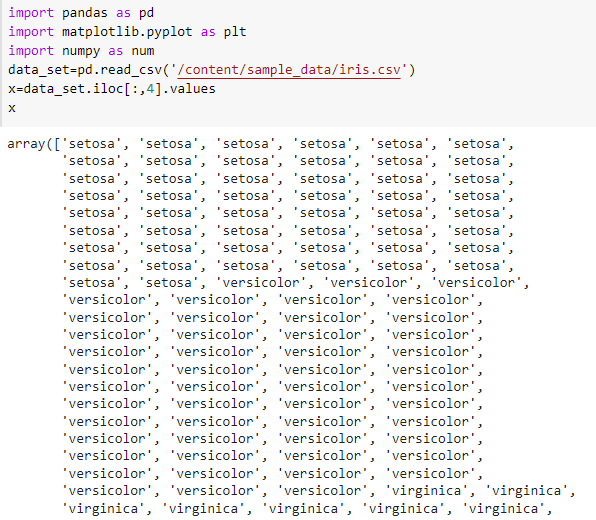 import pandas as pd
import matplotlib.pyplot as plt
import numpy as num
data_set=pd.read_csv('/content/sample_data/iris.csv')
x=data_set.iloc[:,4].values
x
array(['setosa', 'setosa', 'setosa', 'setosa', 'setosa', 'setosa',
'setosa', 'setosa', 'setosa', 'setosa', 'setosa', 'setosa',
'setosa', 'setosa', 'setosa', 'setosa', 'setosa', 'setosa',
'setosa', 'setosa', 'setosa', 'setosa', 'setosa', 'setosa',
'setosa', 'setosa', 'setosa', 'setosa', 'setosa', 'setosa',
'setosa', 'setosa', 'setosa', 'setosa', 'setosa', 'setosa',
'setosa', 'setosa', 'setosa', 'setosa', 'setosa', 'setosa',
'setosa', 'setosa', 'setosa', 'setosa', 'setosa', 'setosa',
'setosa', 'setosa', 'versicolor', 'versicolor', 'versicolor',
'versicolor', 'versicolor', 'versicolor', 'versicolor',
'versicolor', 'versicolor', 'versicolor', 'versicolor',
'versicolor', 'versicolor', 'versicolor', 'versicolor',
'versicolor', 'versicolor', 'versicolor', 'versicolor',
'versicolor', 'versicolor', 'versicolor', 'versicolor',
'versicolor', 'versicolor', 'versicolor', 'versicolor',
'versicolor', 'versicolor', 'versicolor', 'versicolor',
'versicolor', 'versicolor', 'versicolor', 'versicolor',
'versicolor', 'versicolor', 'versicolor', 'versicolor',
'versicolor', 'versicolor', 'versicolor', 'versicolor',
'versicolor', 'versicolor', 'versicolor', 'versicolor',
'versicolor', 'versicolor', 'versicolor', 'virginica', 'virginica',
'virginica', 'virginica', 'virginica', 'virginica', 'virginica',